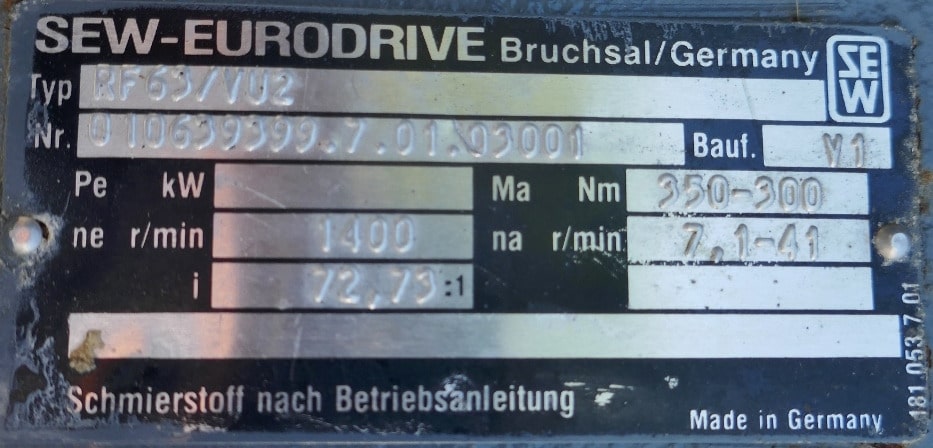 SEW-EURODRIVE Bruchsal/Germany
SEW
Typ RF63/VU2
Nr. 010639399.7.01.03001 Bauf. V1
Pe kW Ma Nm 350-300
ne r/min 1400 na r/min 7,1-41
i 72,73 :1
Schmierstoff nach Betriebsanleitung
Made in Germany
181 053.7.01